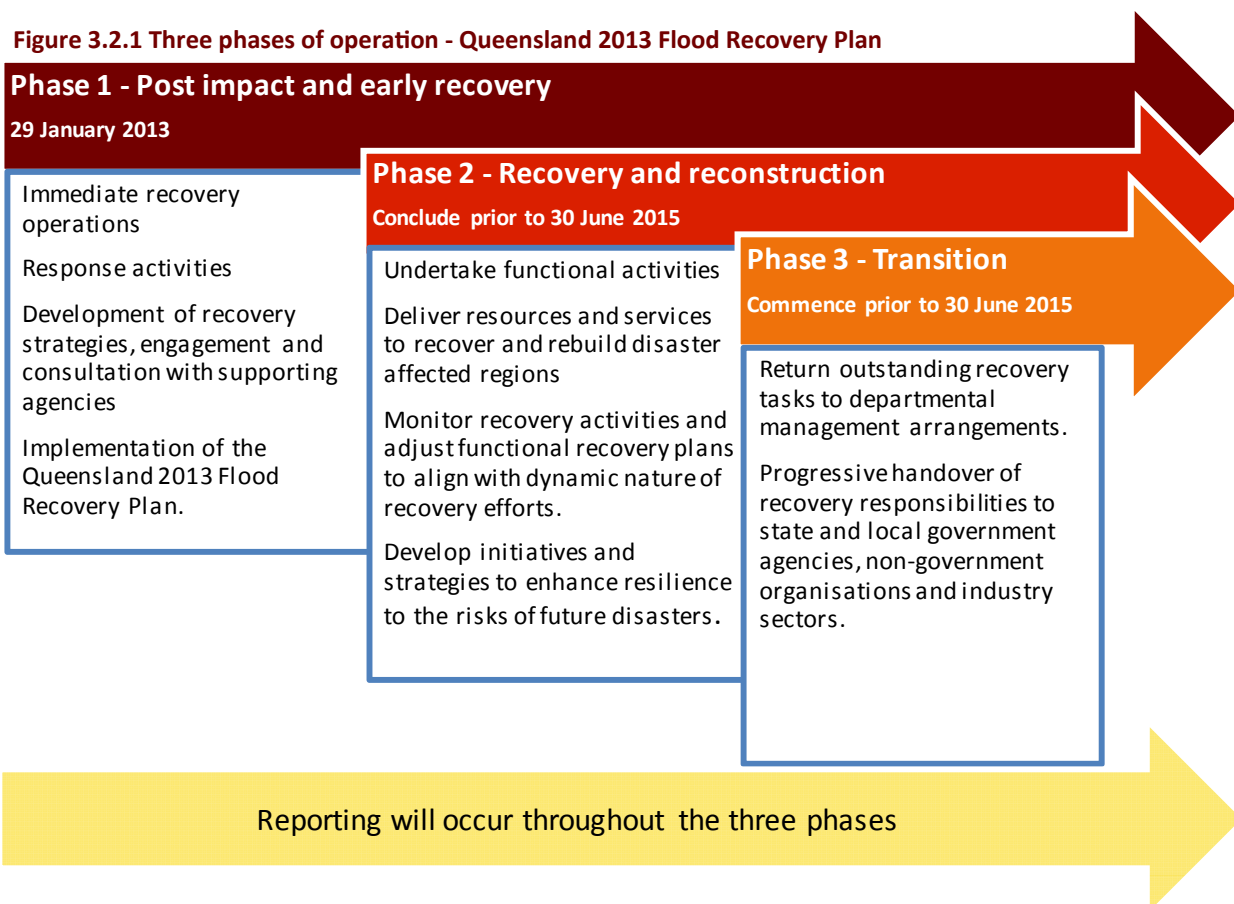 Figure 3.2.1 Three phases of operation - Queensland 2013 Flood Recovery Plan
Phase 1 - Post impact and early recovery
29 January 2013
Immediate recovery
operations
Response activities
Development of recovery
strategies, engagement and
consultation with supporting
agencies
Implementation of the
Queensland 2013 Flood
Recovery Plan.
Phase 2 - Recovery and reconstruction
Conclude prior to 30 June 2015
Undertake functional activities
Deliver resources and services
to recover and rebuild disaster
affected regions
Monitor recovery activities and
adjust functional recovery plans
to align with dynamic nature of
recovery efforts.
Develop initiatives and
strategies to enhance resilience
to the risks of future disasters.
Phase 3 - Transition
Commence prior to 30 June 2015
Return outstanding recovery
tasks to departmental
management arrangements.
Progressive handover of
recovery responsibilities to
state and local government
agencies, non-government
organisations and industry
sectors.
Reporting will occur throughout the three phases